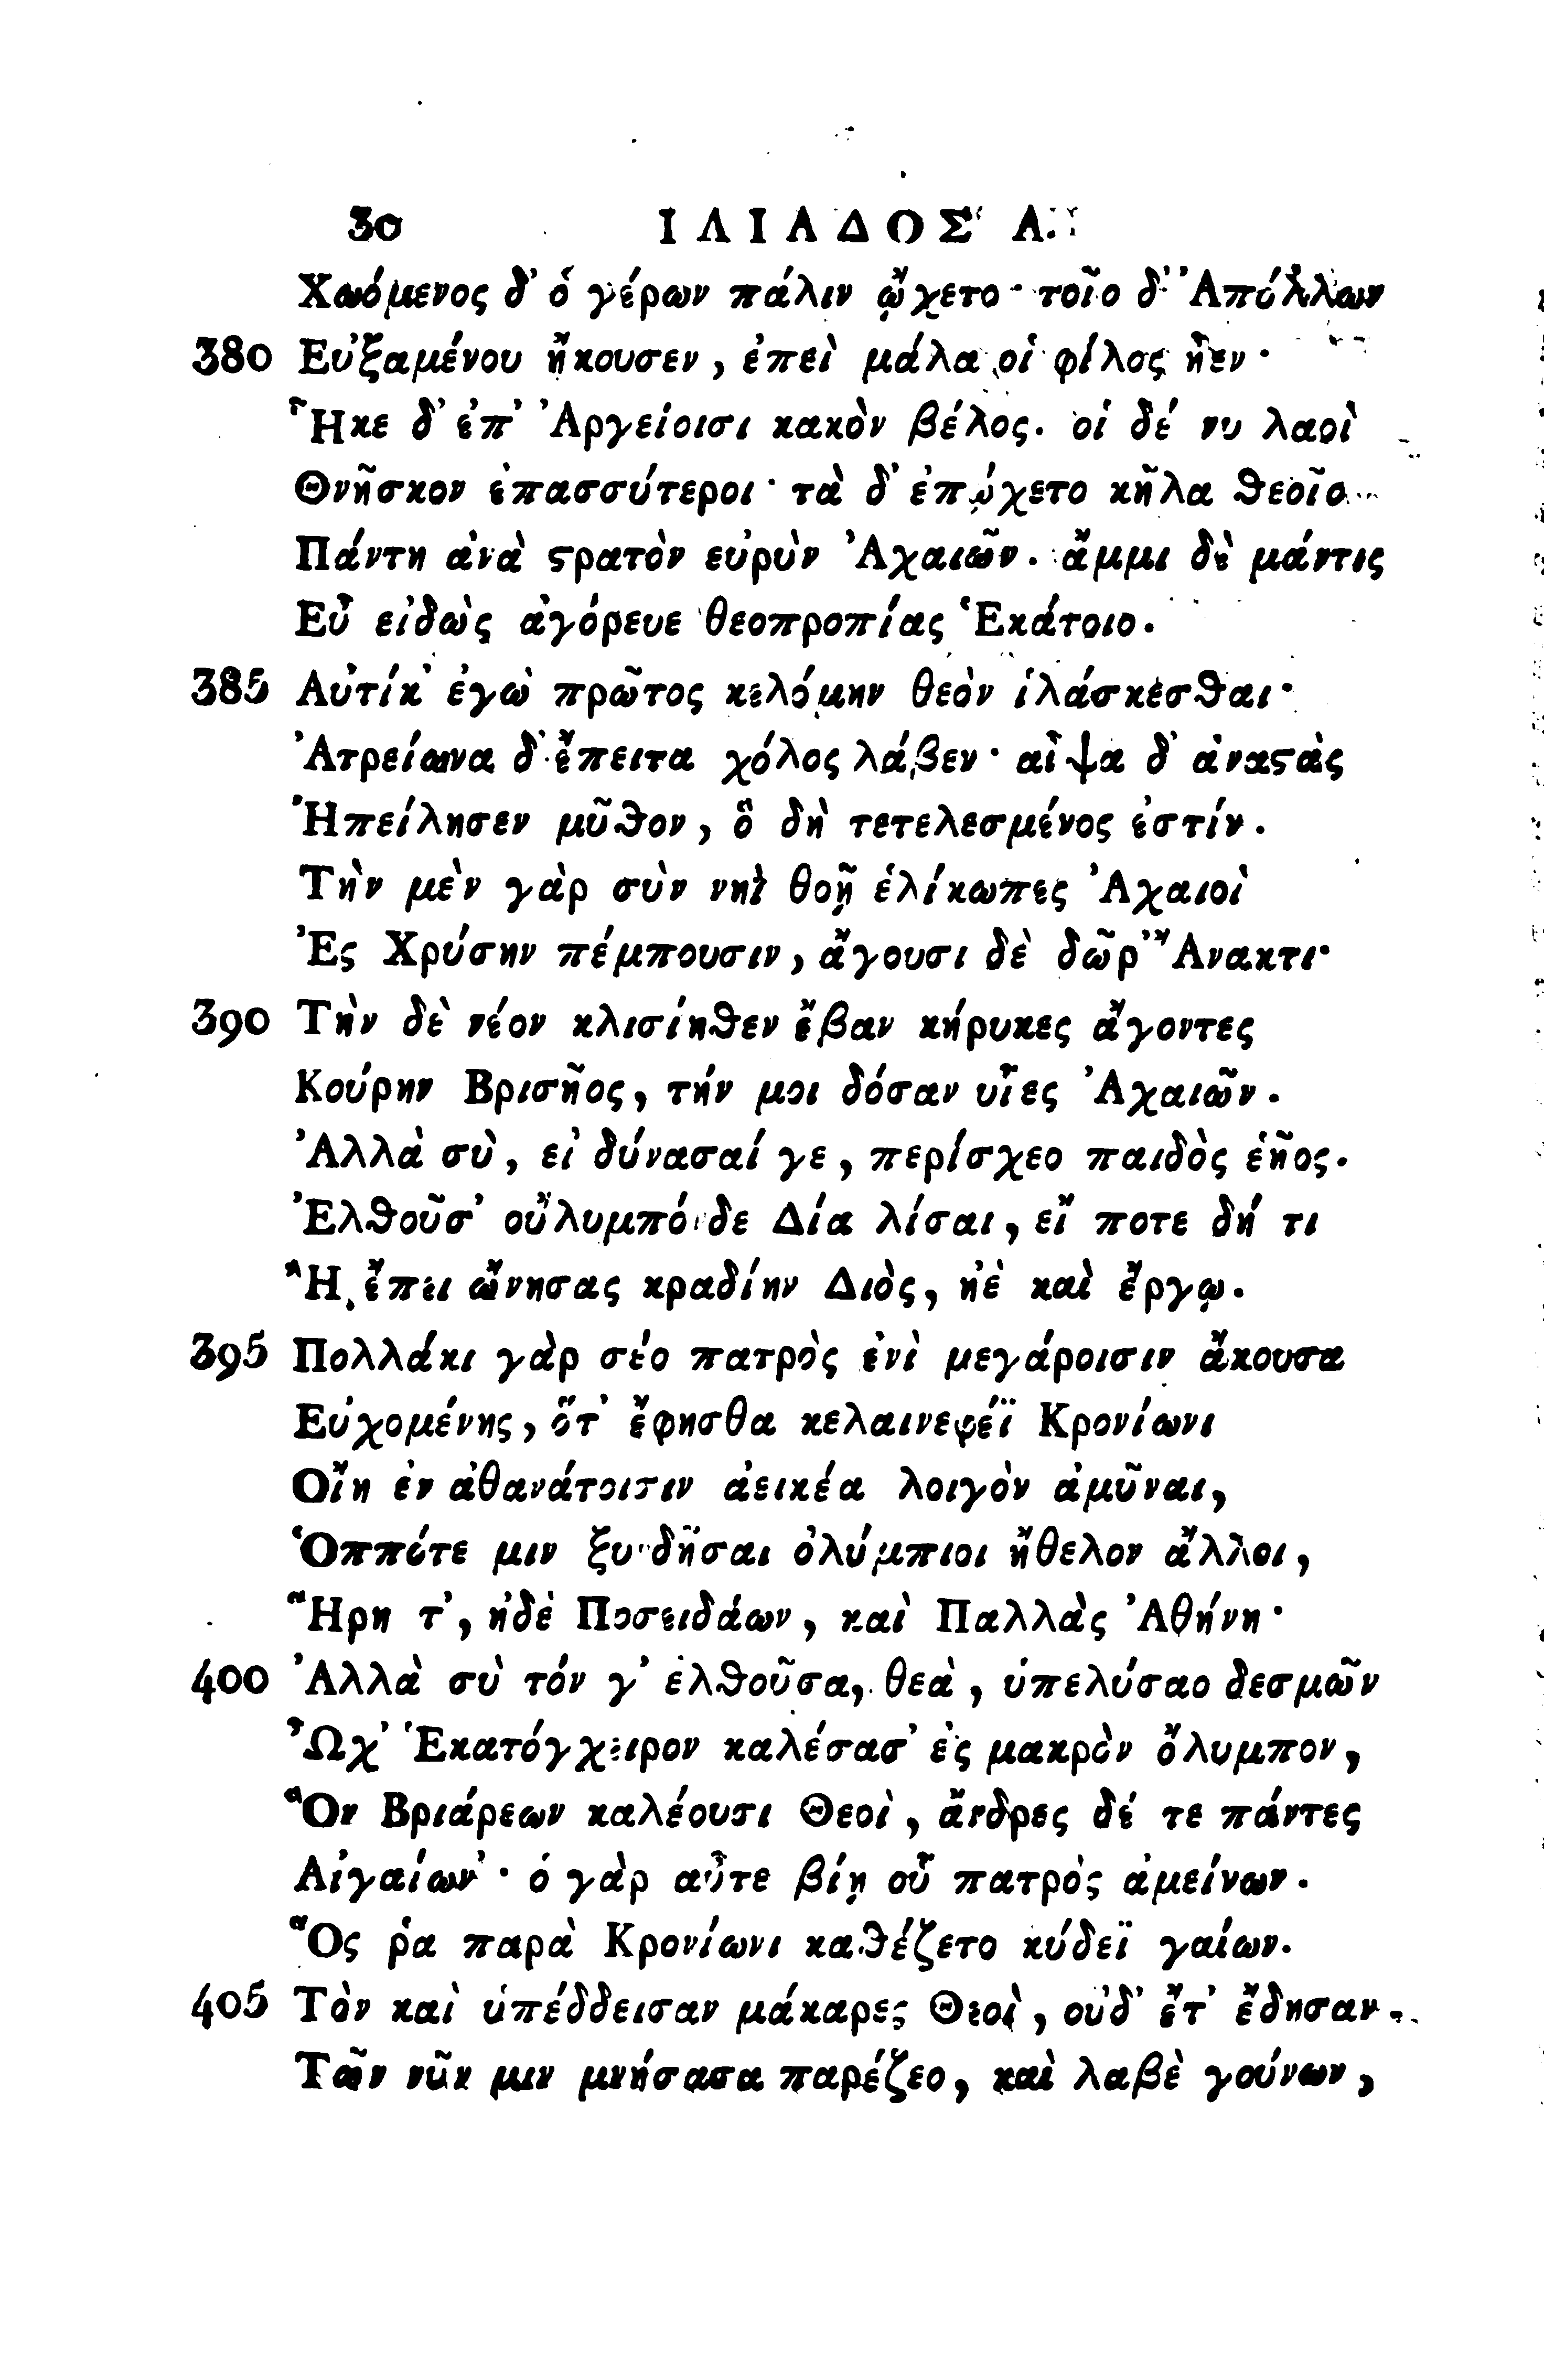 30 ΙΛΙΑΔΟΣ Α.
Χωόμενος δ' ὁ γέρων πάλιν ᾤχετο· τοῖο δ' Ἀπόλλων
380 Εὐξαμένου ἤκουσεν, ἐπεὶ μάλα οἱ φίλος ἦεν·
Ἧκε δ' ἐπ' Ἀργείοισι κακὸν βέλος. οἱ δέ νυ λαοὶ
Θνῆσκον ἐπασσύτεροι· τὰ δ' ἐπῴχετο κῆλα ϑεοῖο
Πάντη ἀνὰ ϛρατὸν εὐρὺν Ἀχαιῶν. ἄμμι δὲ μάντις
Εὖ εἰδὼς ἀγόρευε θεοπροπίας Ἑκάτοιο.
385 Αὐτίκ' ἐγὼ πρῶτος κελόμην θεὸν ἱλάσκεσϑαι·
Ἀτρείωνα δ' ἔπειτα χόλος λάβεν· αἶψα δ' ἀναϛὰς
Ἠπείλησεν μῦϑον, ὃ δὴ τετελεσμένος ἐστίν.
Τὴν μὲν γὰρ σὺν νηῒ θοῇ ἑλίκωπες Ἀχαιοὶ
Ἐς Χρύσην πέμπουσιν, ἄγουσι δὲ δῶρ' Ἄνακτι·
390 Τὴν δὲ νέον κλισίηϑεν ἔβαν κήρυκες ἄγοντες
Κούρην Βρισῆος, τήν μοι δόσαν υἷες Ἀχαιῶν.
Ἀλλὰ σὺ, εἰ δύνασαί γε, περίσχεο παιδὸς ἑῆος.
Ἐλϑοῦσ' οὔλυμπόνδε Δία λίσαι, εἴ ποτε δή τι
Ἢ ἔπει ὤνησας κραδίην Διὸς, ἠὲ καὶ ἔργῳ.
395 Πολλάκι γὰρ σέο πατρὸς ἐνὶ μεγάροισιν ἄκουσα
Εὐχομένης, ὅτ' ἔφησθα κελαινεφέϊ Κρονίωνι
Οἴη ἐν ἀθανάτοισιν ἀεικέα λοιγὸν ἀμῦναι,
Ὁππότε μιν ξυνδῆσαι ὀλύμπιοι ἤθελον ἄλλοι,
Ἥρη τ', ἠδὲ Ποσειδάων, καὶ Παλλὰς Ἀθήνη·
400 Ἀλλὰ σὺ τόν γ' ἐλϑοῦσα, θεὰ, ὑπελύσαο δεσμῶν
Ὦχ' Ἑκατόγχειρον καλέσασ' ἐς μακρὸν ὄλυμπον,
Ὃν Βριάρεων καλέουσι Θεοὶ, ἄνδρες δέ τε πάντες
Αἰγαίων'· ὁ γὰρ αὖτε βίῃ οὗ πατρὸς ἀμείνων.
Ὅς ῥα παρὰ Κρονίωνι καϑέζετο κύδεϊ γαίων.
405 Τὸν καὶ ὑπέδδεισαν μάκαρες Θεοὶ, οὐδ' ἔτ' ἔδησαν.
Τῶν νῦν μιν μνήσασα παρέζεο, καὶ λαβὲ γούνων,